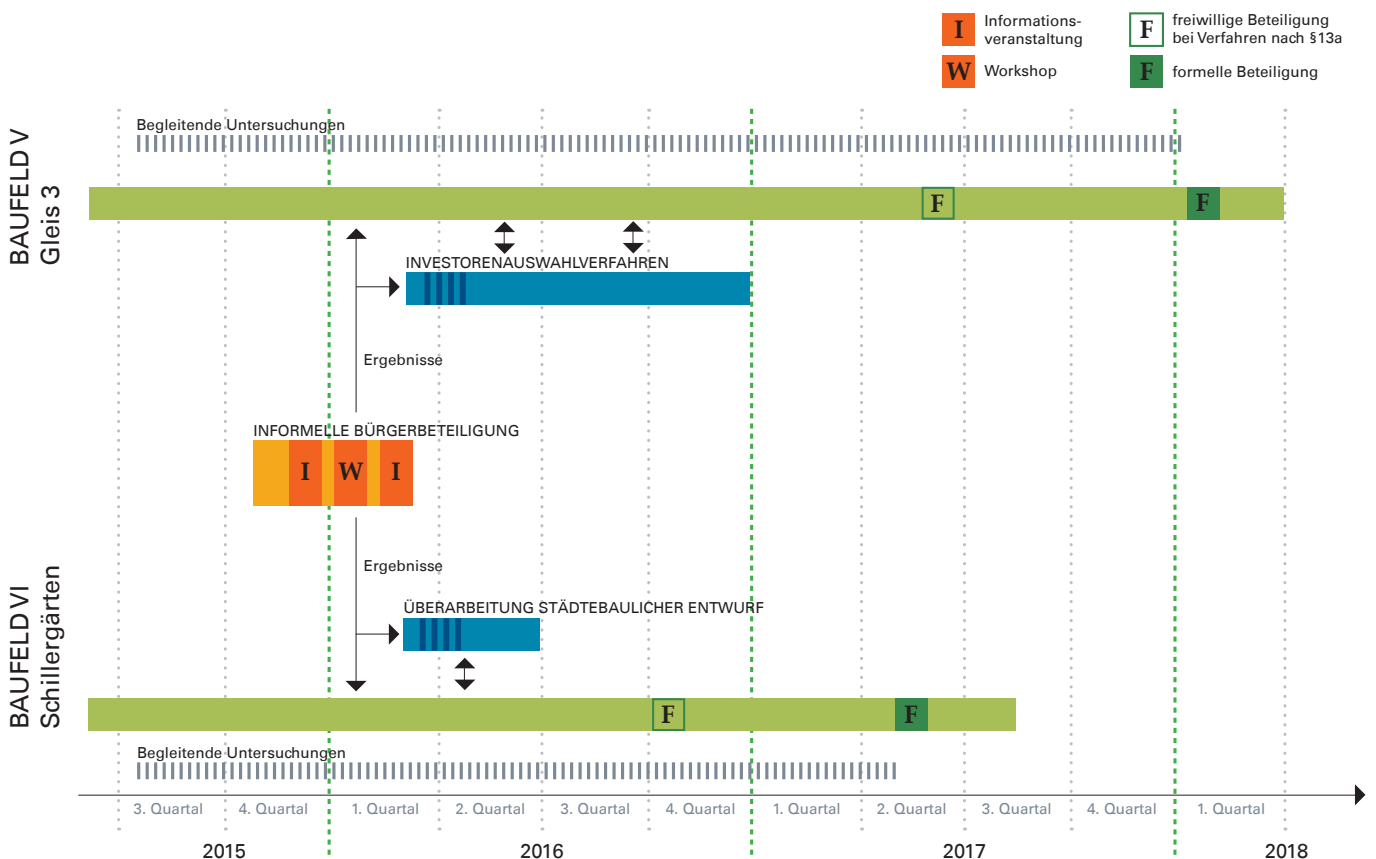 I
Informations-
veranstaltung
F
freiwillige Beteiligung
bei Verfahren nach §13a
W
Workshop
F
formelle Beteiligung
BAUFELD V
Gleis 3
Begleitende Untersuchungen
F
F
INVESTORENAUSWAHLVERFAHREN
Ergebnisse
INFORMELLE BÜRGERBETEILIGUNG
I W I
Ergebnisse
BAUFELD VI
Schillergärten
ÜBERARBEITUNG STÄDTEBAULICHER ENTWURF
F
F
Begleitende Untersuchungen
3. Quartal 4. Quartal 1. Quartal 2. Quartal 3. Quartal 4. Quartal 1. Quartal 2. Quartal 3. Quartal 4. Quartal 1. Quartal
2015 2016 2017 2018